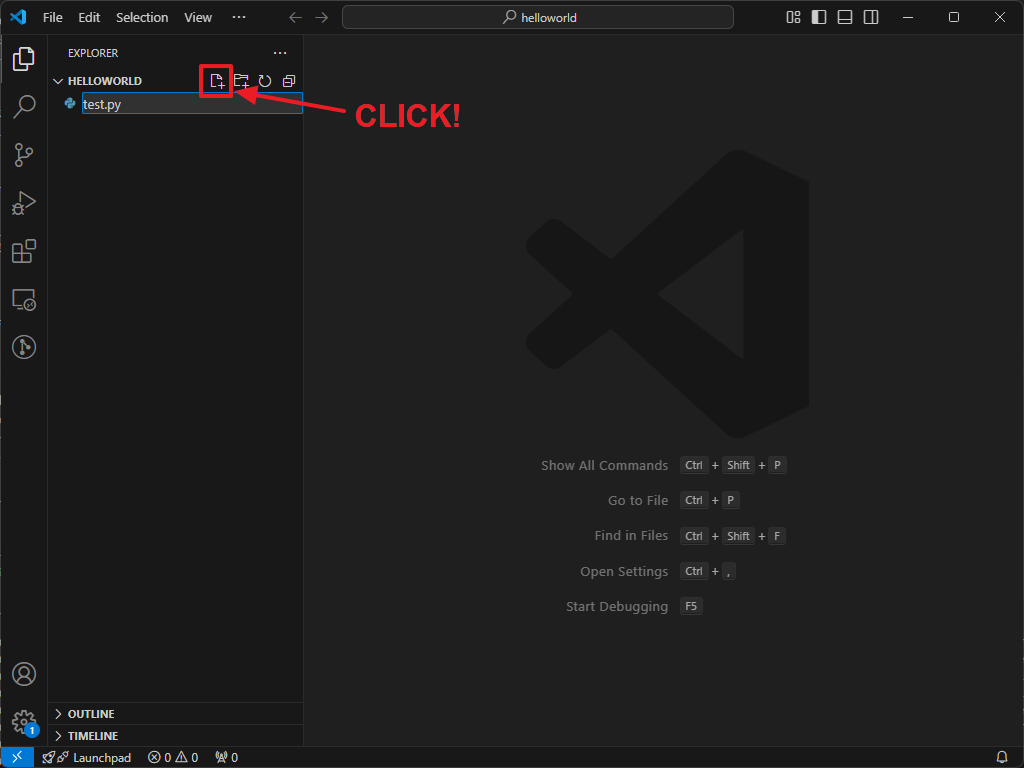 File Edit Selection View ··· helloworld
EXPLORER ···
HELLOWORLD
test.py
CLICK!
Show All Commands Ctrl + Shift + P
Go to File Ctrl + P
Find in Files Ctrl + Shift + F
Open Settings Ctrl + ,
Start Debugging F5
OUTLINE
1
TIMELINE
Launchpad 0 0 0